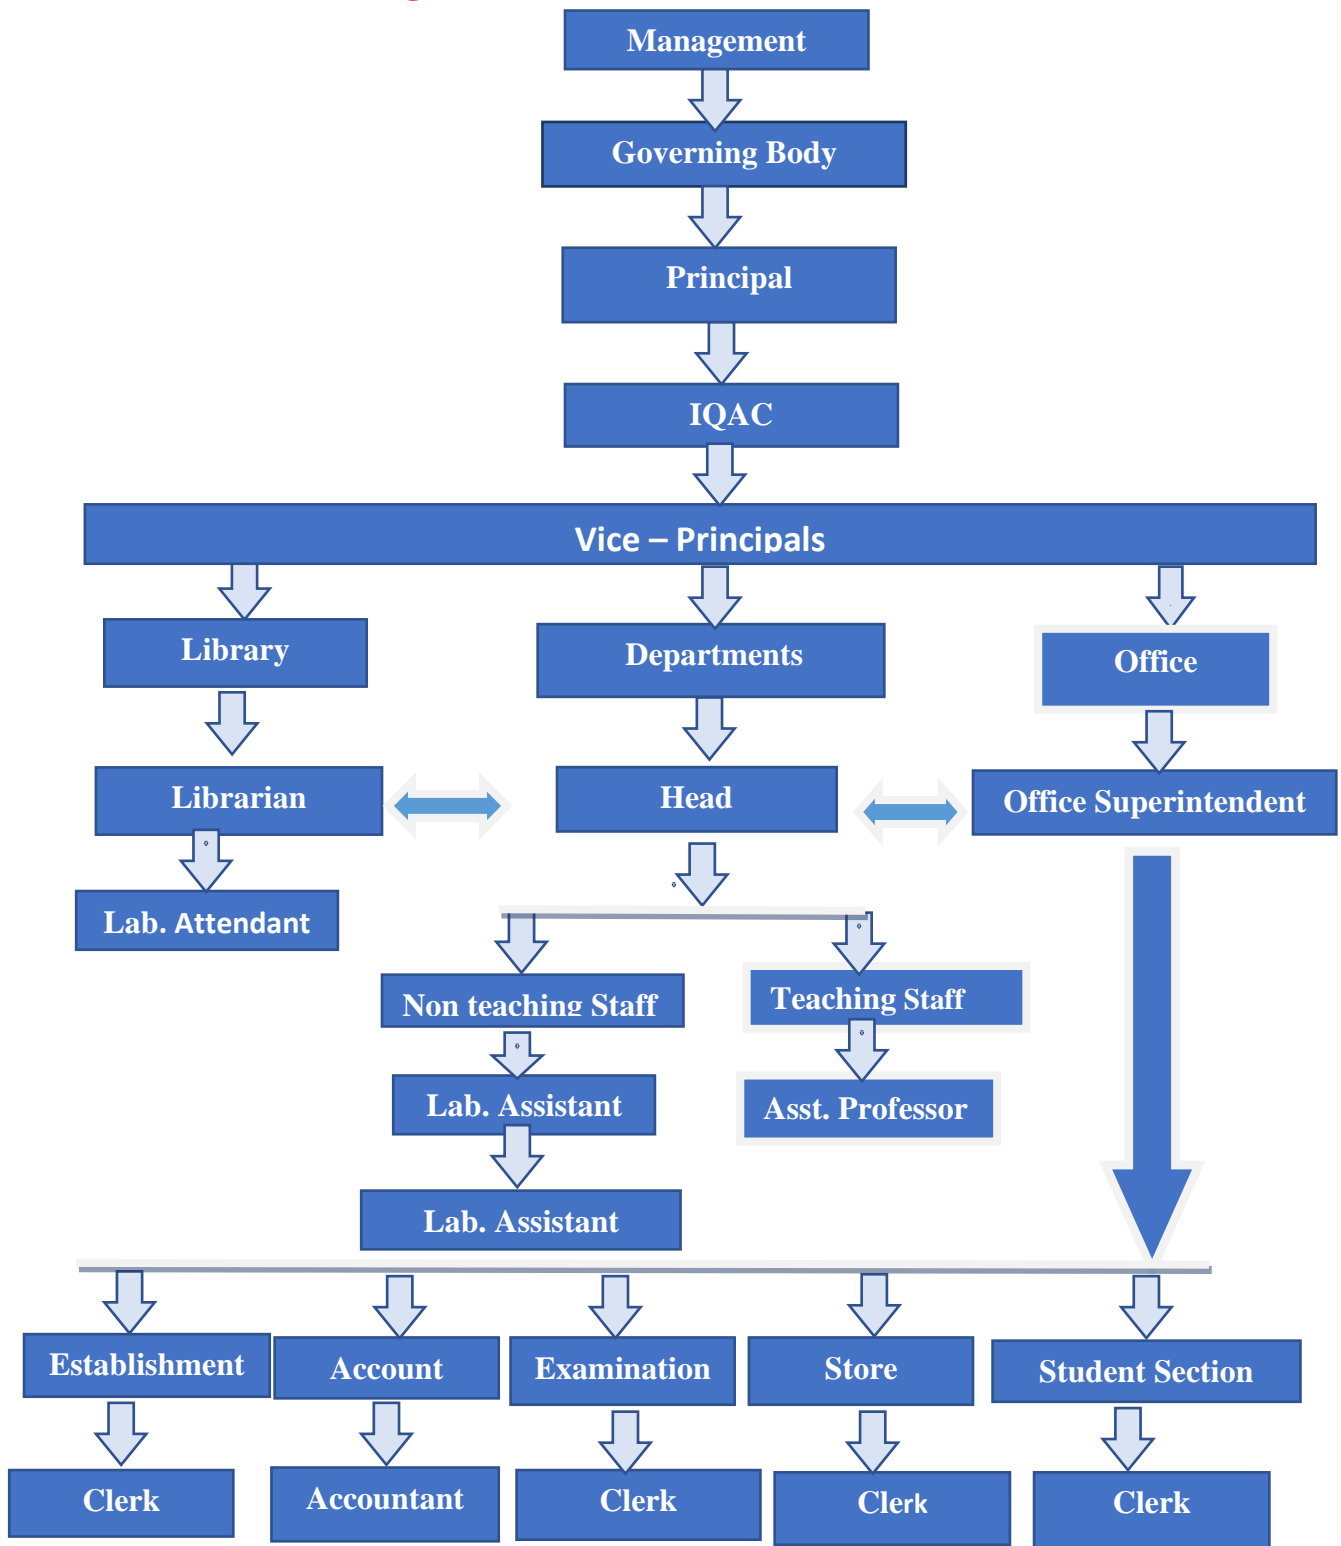 Management
Governing Body
Principal
IQAC
Vice – Principals
Library
Departments
Office
Librarian
Head
Office Superintendent
Lab. Attendant
Non teaching Staff
Teaching Staff
Lab. Assistant
Asst. Professor
Lab. Assistant
Establishment
Account
Examination
Store
Student Section
Clerk
Accountant
Clerk
Clerk
Clerk